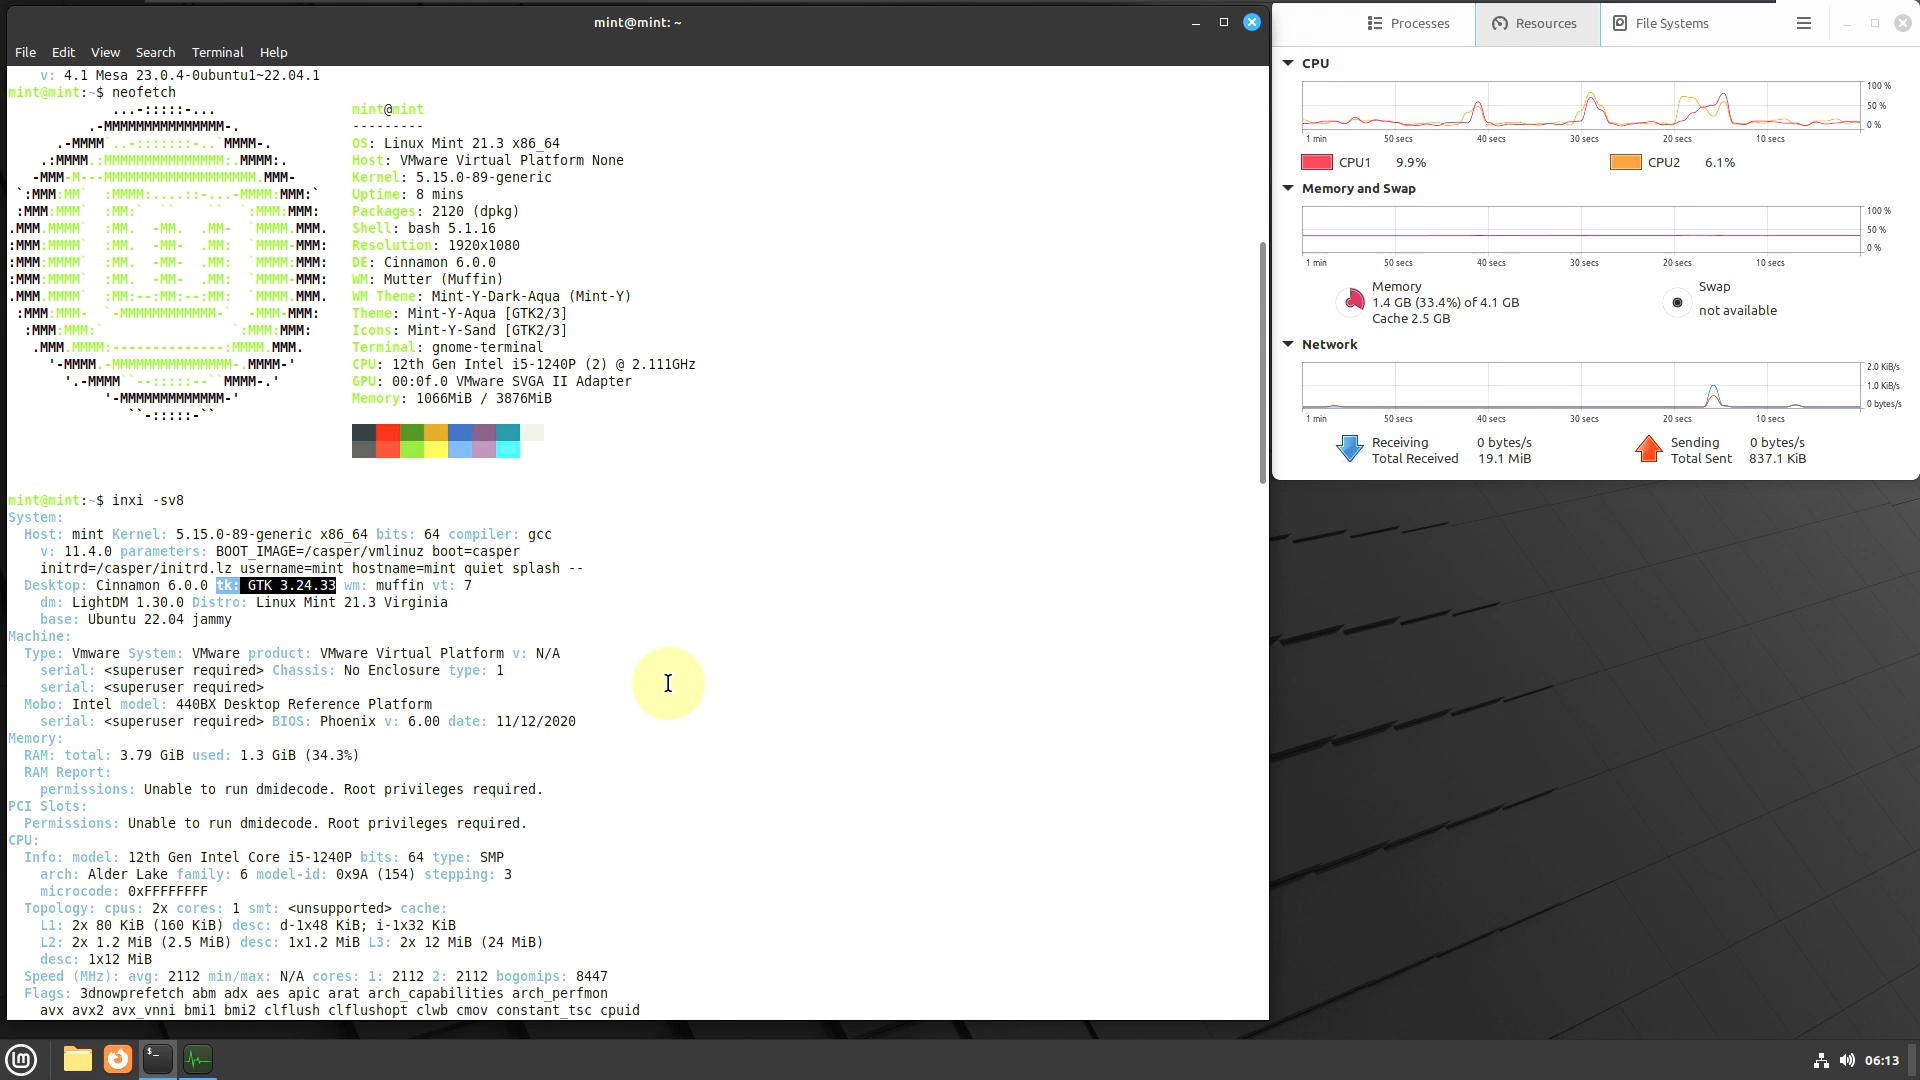 mint@mint: ~
File Edit View Search Terminal Help
v: 4.1 Mesa 23.0.4-0ubuntu1~22.04.1
mint@mint:~$ neofetch
mint@mint
---------
OS: Linux Mint 21.3 x86_64
Host: VMware Virtual Platform None
Kernel: 5.15.0-89-generic
Uptime: 8 mins
Packages: 2120 (dpkg)
Shell: bash 5.1.16
Resolution: 1920x1080
DE: Cinnamon 6.0.0
WM: Mutter (Muffin)
WM Theme: Mint-Y-Dark-Aqua (Mint-Y)
Theme: Mint-Y-Aqua [GTK2/3]
Icons: Mint-Y-Sand [GTK2/3]
Terminal: gnome-terminal
CPU: 12th Gen Intel i5-1240P (2) @ 2.111GHz
GPU: 00:0f.0 VMware SVGA II Adapter
Memory: 1066MiB / 3876MiB
mint@mint:~$ inxi -sv8
System:
Host: mint Kernel: 5.15.0-89-generic x86_64 bits: 64 compiler: gcc
v: 11.4.0 parameters: BOOT_IMAGE=/casper/vmlinuz boot=casper
initrd=/casper/initrd.lz username=mint hostname=mint quiet splash --
Desktop: Cinnamon 6.0.0 tk: GTK 3.24.33 wm: muffin vt: 7
dm: LightDM 1.30.0 Distro: Linux Mint 21.3 Virginia
base: Ubuntu 22.04 jammy
Machine:
Type: Vmware System: VMware product: VMware Virtual Platform v: N/A
serial: <superuser required> Chassis: No Enclosure type: 1
serial: <superuser required>
Mobo: Intel model: 440BX Desktop Reference Platform
serial: <superuser required> BIOS: Phoenix v: 6.00 date: 11/12/2020
Memory:
RAM: total: 3.79 GiB used: 1.3 GiB (34.3%)
RAM Report:
permissions: Unable to run dmidecode. Root privileges required.
PCI Slots:
Permissions: Unable to run dmidecode. Root privileges required.
CPU:
Info: model: 12th Gen Intel Core i5-1240P bits: 64 type: SMP
arch: Alder Lake family: 6 model-id: 0x9A (154) stepping: 3
microcode: 0xFFFFFFFF
Topology: cpus: 2x cores: 1 smt: <unsupported> cache:
L1: 2x 80 KiB (160 KiB) desc: d-1x48 KiB; i-1x32 KiB
L2: 2x 1.2 MiB (2.5 MiB) desc: 1x1.2 MiB L3: 2x 12 MiB (24 MiB)
desc: 1x12 MiB
Speed (MHz): avg: 2112 min/max: N/A cores: 1: 2112 2: 2112 bogomips: 8447
Flags: 3dnowprefetch abm adx aes apic arat arch_capabilities arch_perfmon
avx avx2 avx_vnni bmi1 bmi2 clflush clflushopt clwb cmov constant_tsc cpuid
Processes Resources File Systems
CPU
100 %
50 %
0 %
1 min 50 secs 40 secs 30 secs 20 secs 10 secs
CPU1 9.9% CPU2 6.1%
Memory and Swap
100 %
50 %
0 %
1 min 50 secs 40 secs 30 secs 20 secs 10 secs
Memory
1.4 GB (33.4%) of 4.1 GB
Cache 2.5 GB
Swap
not available
Network
2.0 KiB/s
1.0 KiB/s
0 bytes/s
1 min 50 secs 40 secs 30 secs 20 secs 10 secs
Receiving 0 bytes/s
Total Received 19.1 MiB
Sending 0 bytes/s
Total Sent 837.1 KiB
06:13